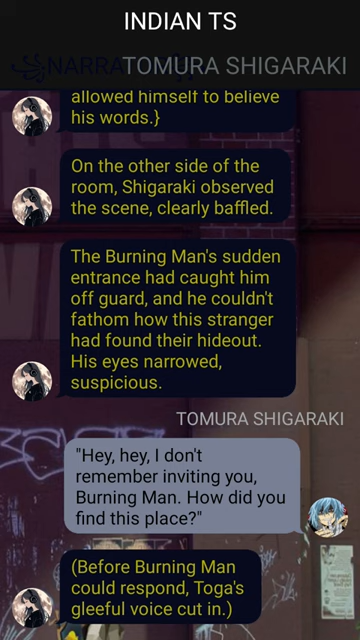 INDIAN TS
TOMURA SHIGARAKI
allowed himself to believe
his words.}
On the other side of the
room, Shigaraki observed
the scene, clearly baffled.
The Burning Man's sudden
entrance had caught him
off guard, and he couldn't
fathom how this stranger
had found their hideout.
His eyes narrowed,
suspicious.
TOMURA SHIGARAKI
"Hey, hey, I don't
remember inviting you,
Burning Man. How did you
find this place?"
(Before Burning Man
could respond, Toga's
gleeful voice cut in.)